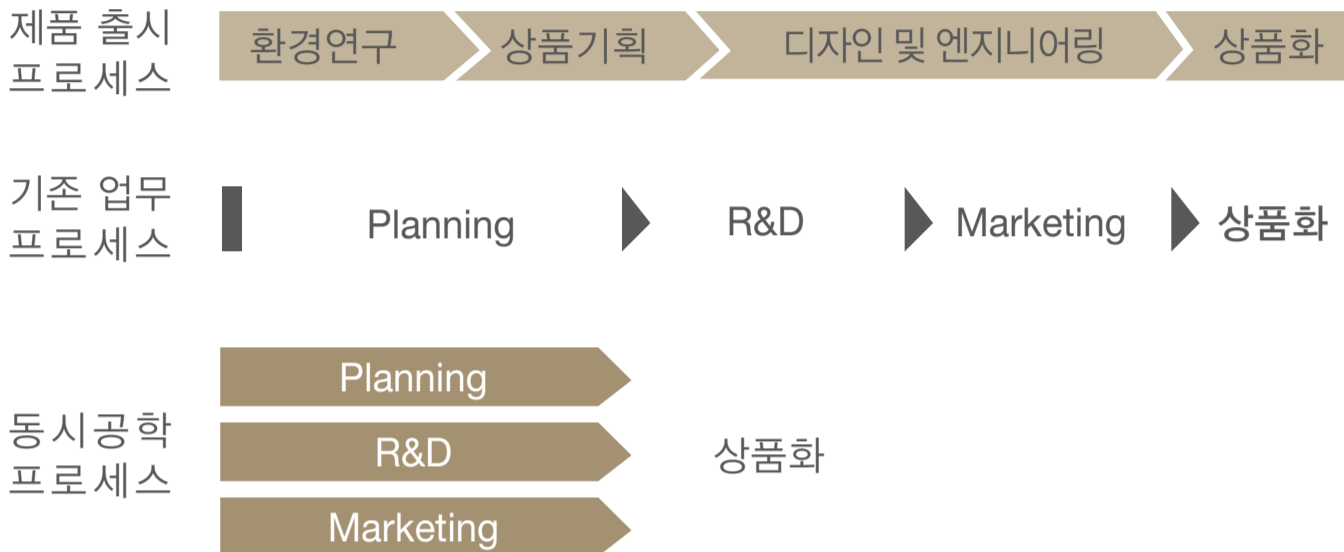 제품 출시
프로세스
환경연구
상품기획
디자인 및 엔지니어링
상품화
기존 업무
프로세스
Planning
R&D
Marketing
상품화
동시공학
프로세스
Planning
R&D
Marketing
상품화